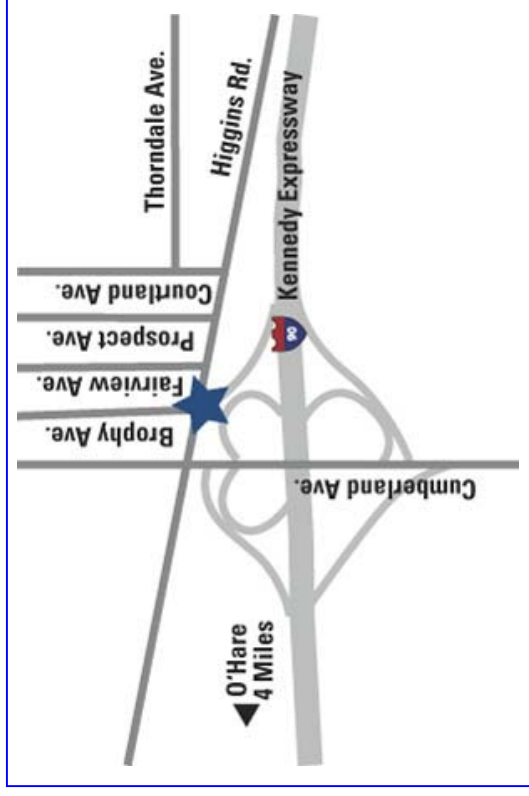 Thorndale Ave.
Higgins Rd.
Kennedy Expressway
Courtland Ave.
Prospect Ave.
Fairview Ave.
Brophy Ave.
90
Cumberland Ave.
O'Hare
4 Miles